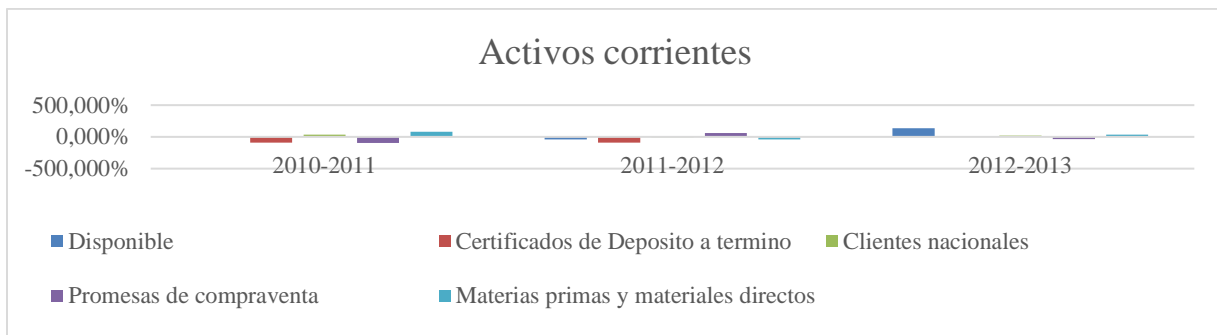 Activos corrientes
500,000%
0,000%
-500,000%
2010-2011 2011-2012 2012-2013
Disponible Certificados de Deposito a termino Clientes nacionales
Promesas de compraventa Materias primas y materiales directos